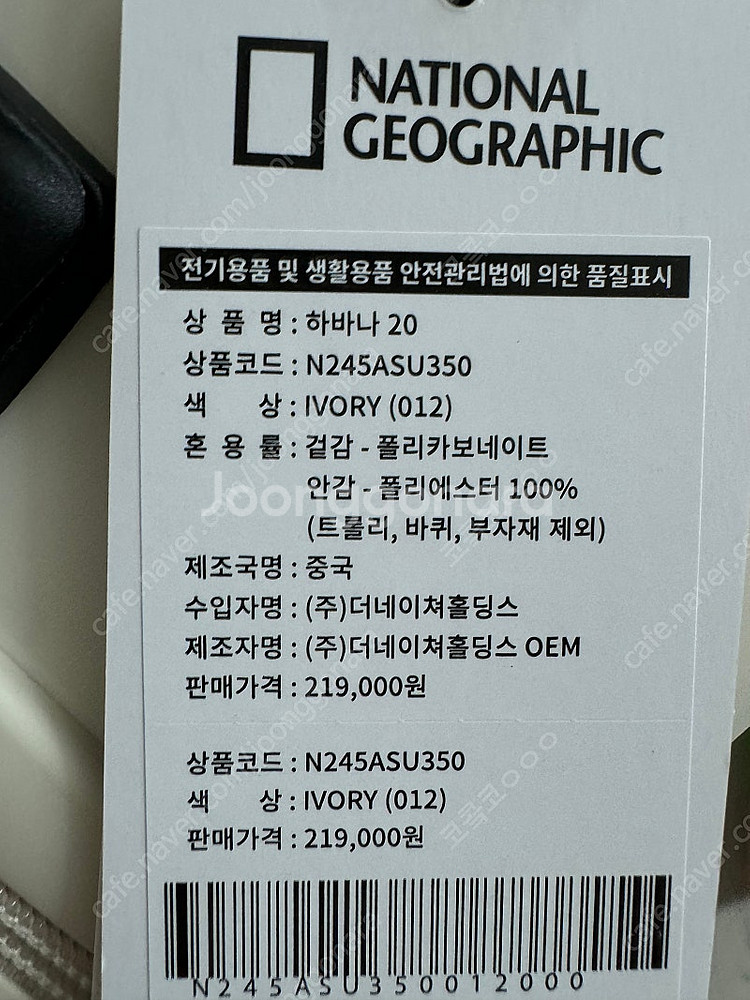 NATIONAL
GEOGRAPHIC
전기용품 및 생활용품 안전관리법에 의한 품질표시
상 품 명 : 하바나 20
상품코드 : N245ASU350
색 상 : IVORY (012)
혼 용 률 : 겉감 - 폴리카보네이트
안감 - 폴리에스터 100%
Joonggonara
(트롤리, 바퀴, 부자재 제외)
제조국명 : 중국
수입자명 : (주)더네이쳐홀딩스
제조자명 : (주)더네이쳐홀딩스 OEM
판매가격 : 219,000원
상품코드 : N245ASU350
색 상 : IVORY (012)
판매가격 : 219,000원
N245ASU350012000